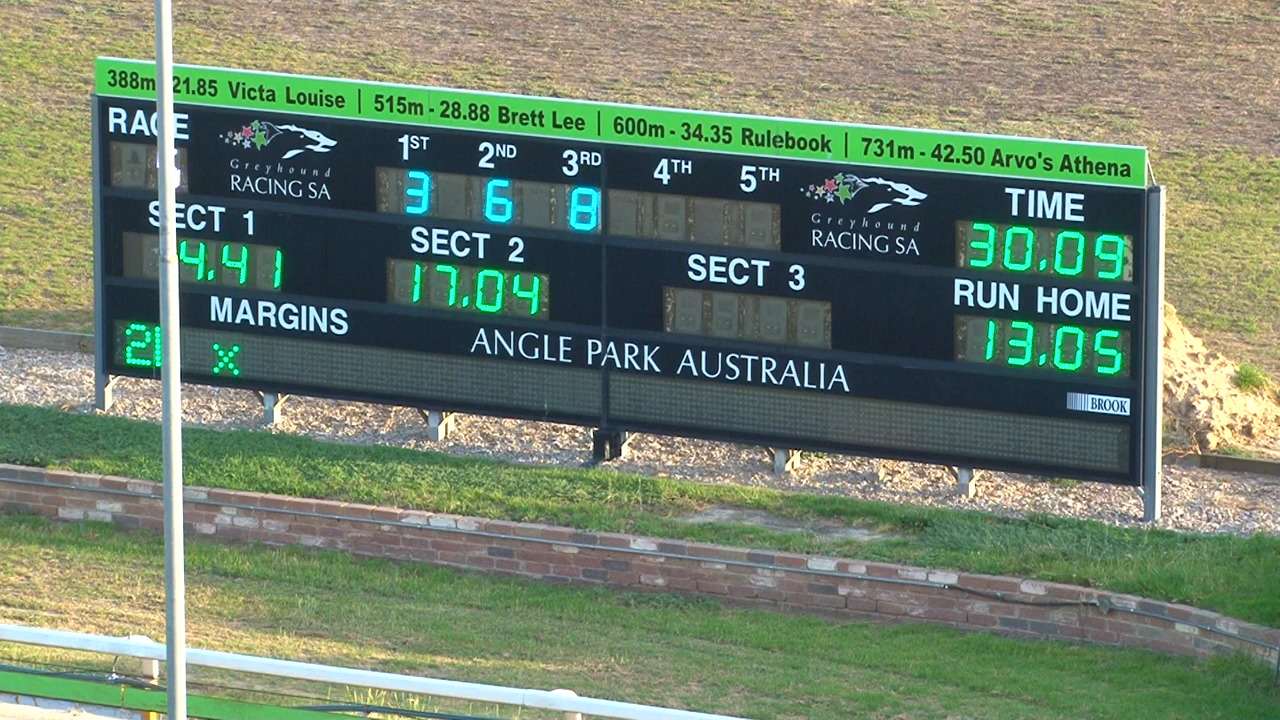 388m 21.85 Victa Louise | 515m - 28.88 Brett Lee | 600m - 34.35 Rulebook | 731m - 42.50 Arvo's Athena
RACE
Greyhound
RACING SA
1ST 2ND 3RD 4TH 5TH
3 6 8
Greyhound
RACING SA
TIME
30.09
SECT 1
4.41
SECT 2
17.04
SECT 3
RUN HOME
13.05
MARGINS
x
ANGLE PARK AUSTRALIA
BROOK